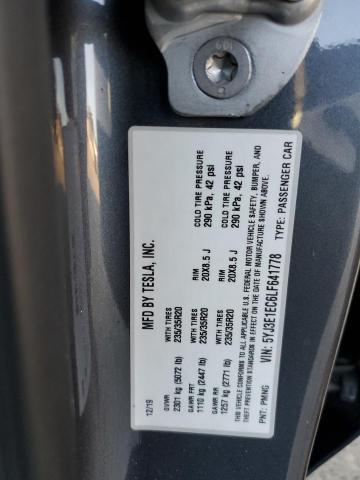 100
MFD BY TESLA, INC.
12/19
GVWR WITH TIRES RIM COLD TIRE PRESSURE
2301 kg (5072 lb) 235/35R20 20X8.5 J 290 kPa, 42 psi
GAWR FRT WITH TIRES RIM COLD TIRE PRESSURE
1110 kg (2447 lb) 235/35R20 20X8.5 J 290 kPa, 42 psi
GAWR RR WITH TIRES
1257 kg (2771 lb) 235/35R20
THIS VEHICLE CONFORMS TO ALL APPLICABLE U.S. FEDERAL MOTOR VEHICLE SAFETY, BUMPER, AND
THEFT PREVENTION STANDARDS IN EFFECT ON THE DATE OF MANUFACTURE SHOWN ABOVE.
VIN: 5YJ3E1EC6LF641778 TYPE: PASSENGER CAR
PNT: PMNG